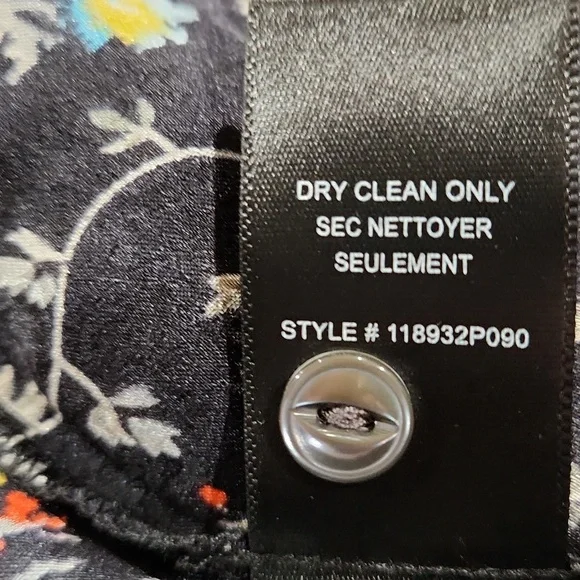 DRY CLEAN ONLY
SEC NETTOYER
SEULEMENT
STYLE # 118932P090